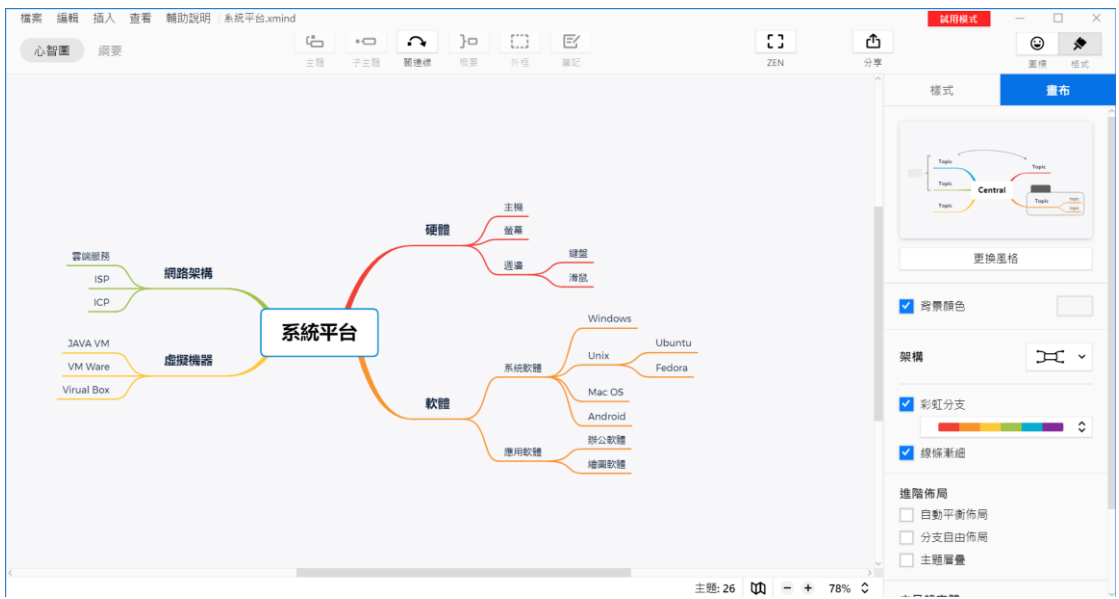 檔案 編輯 插入 查看 輔助說明 系統平台.xmind 試用模式
心智圖 綱要
主題 子主題 關連線 概要 外框 筆記 ZEN 分享 圖標 格式
樣式 畫布
Topic
Topic
Topic
Central
Topic
Topic
topic
topic
更換風格
背景顏色
架構
彩虹分支
線條漸細
進階佈局
自動平衡佈局
分支自由佈局
主題層疊
系統平台
硬體
主機
螢幕
週邊
鍵盤
滑鼠
軟體
系統軟體
Windows
Unix
Ubuntu
Fedora
Mac OS
Android
應用軟體
辦公軟體
繪圖軟體
網路架構
雲端服務
ISP
ICP
虛擬機器
JAVA VM
VM Ware
Virual Box
主題: 26 78%